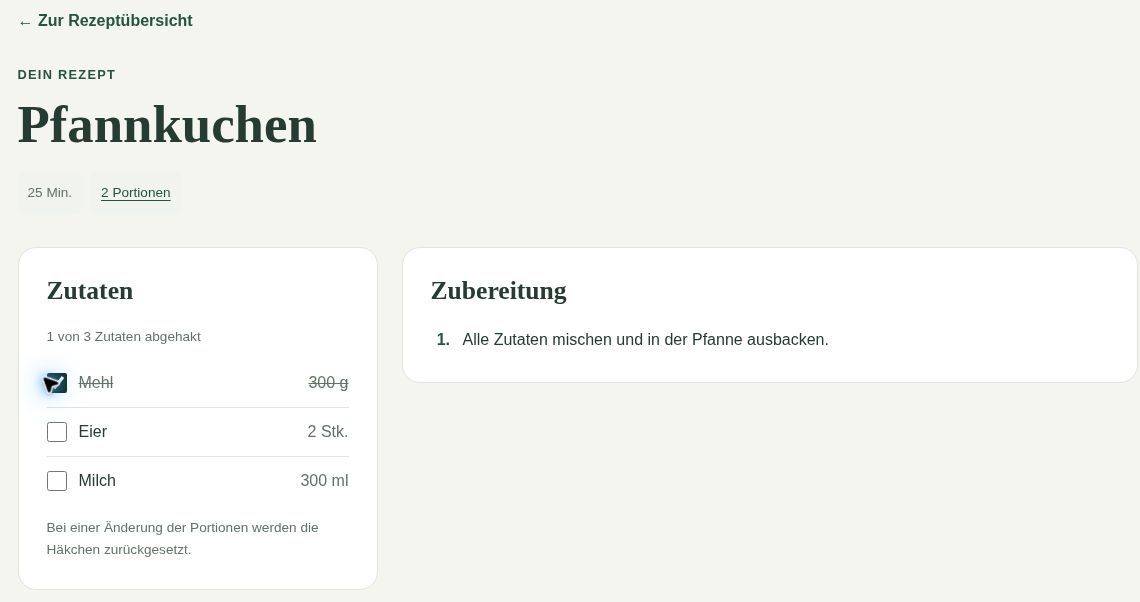 ← Zur Rezeptübersicht
DEIN REZEPT
Pfannkuchen
25 Min. 2 Portionen
Zutaten
1 von 3 Zutaten abgehakt
Mehl 300 g
Eier 2 Stk.
Milch 300 ml
Bei einer Änderung der Portionen werden die
Häkchen zurückgesetzt.
Zubereitung
1. Alle Zutaten mischen und in der Pfanne ausbacken.